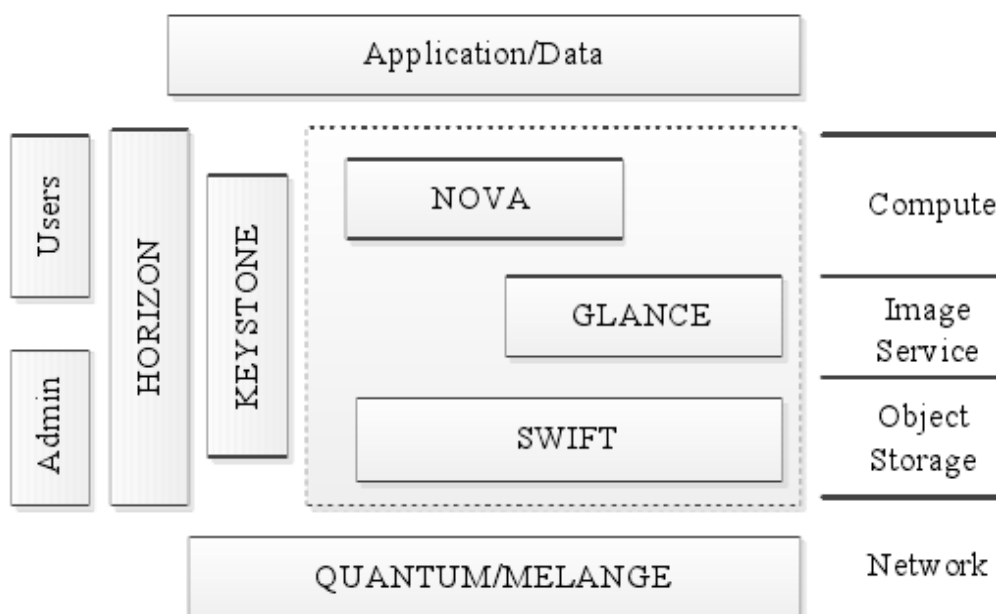 Application/Data
Users
Admin
HORIZON
KEYSTONE
NOVA
GLANCE
SWIFT
Compute
Image
Service
Object
Storage
QUANTUM/MELANGE
Network